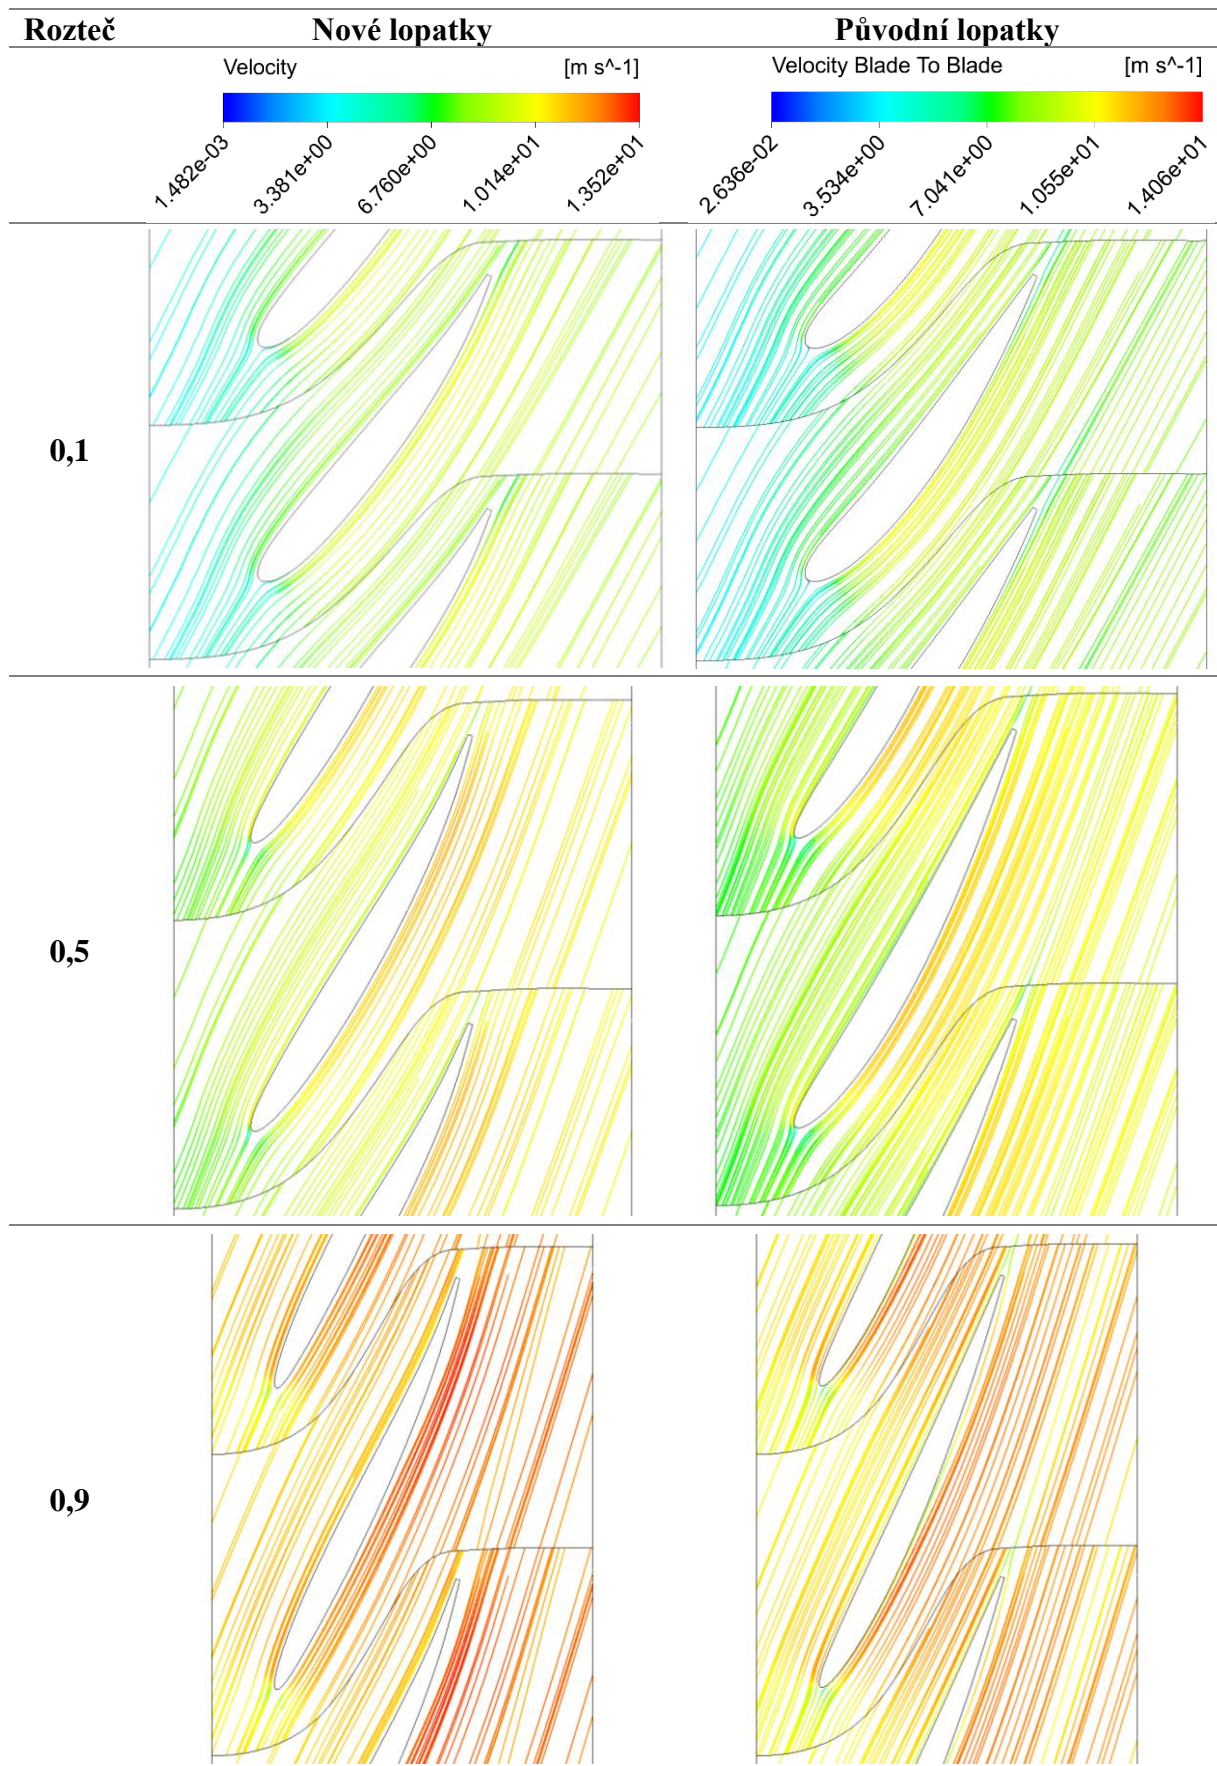 Rozteč Nové lopatky Původní lopatky
Velocity [m s^-1] Velocity Blade To Blade [m s^-1]
1.482e-03 3.381e+00 6.760e+00 1.014e+01 1.352e+01 2.636e-02 3.534e+00 7.041e+00 1.055e+01 1.406e+01
0,1
0,5
0,9